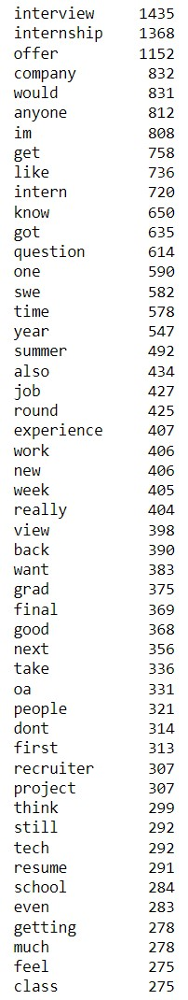 interview 1435
internship 1368
offer 1152
company 832
would 831
anyone 812
im 808
get 758
like 736
intern 720
know 650
got 635
question 614
one 590
swe 582
time 578
year 547
summer 492
also 434
job 427
round 425
experience 407
work 406
new 406
week 405
really 404
view 398
back 390
want 383
grad 375
final 369
good 368
next 356
take 336
oa 331
people 321
dont 314
first 313
recruiter 307
project 307
think 299
still 292
tech 292
resume 291
school 284
even 283
getting 278
much 278
feel 275
class 275